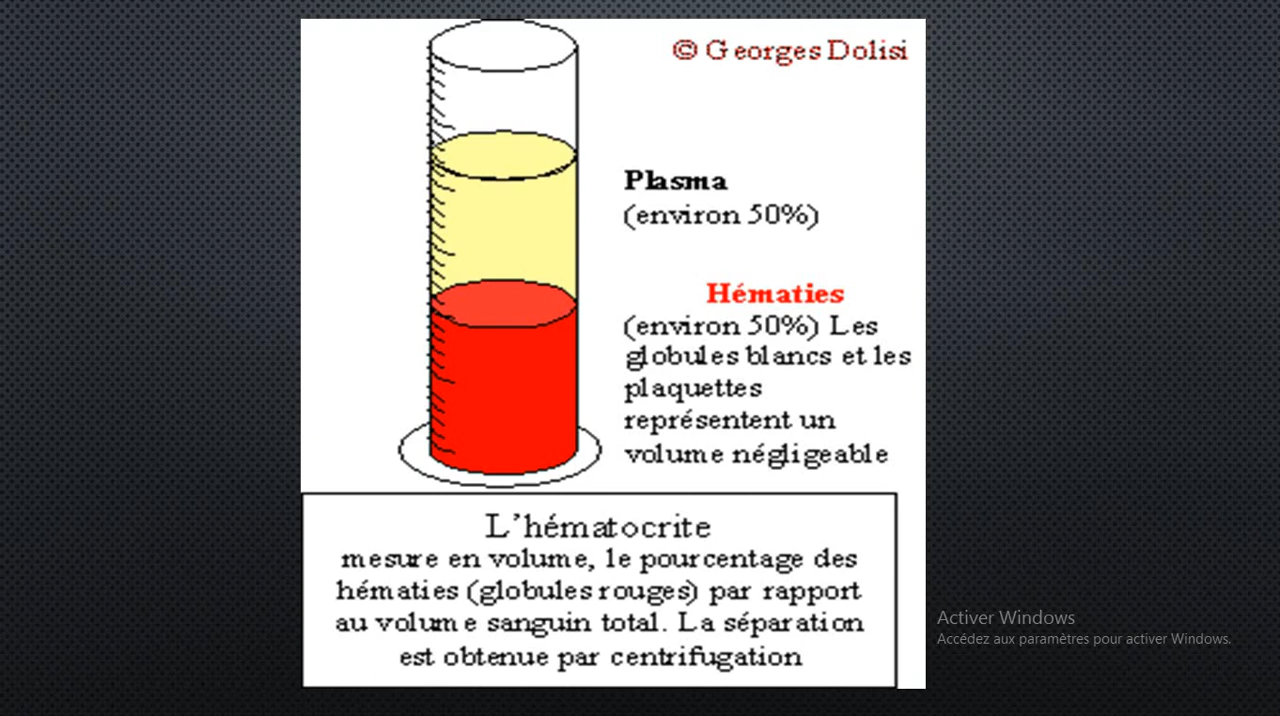 © Georges Dolisi
Plasma
(environ 50%)
Hématies
(environ 50%) Les
globules blancs et les
plaquettes
représentent un
volume négligeable
L'hématocrite
mesure en volume, le pourcentage des
hématies (globules rouges) par rapport
au volume sanguin total. La séparation
est obtenue par centrifugation
Activer Windows
Accédez aux paramètres pour activer Windows.